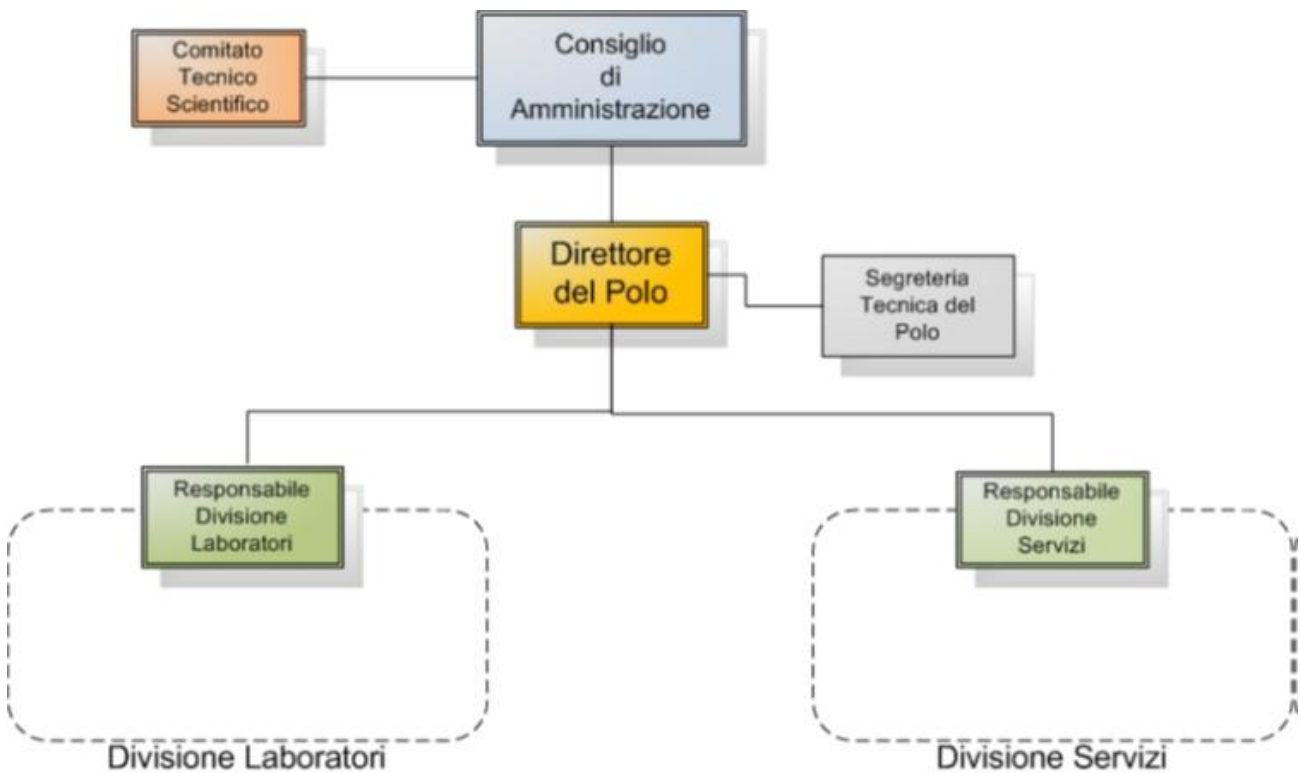 Comitato
Tecnico
Scientifico
Consiglio
di
Amministrazione
Direttore
del Polo
Segreteria
Tecnica del
Polo
Responsabile
Divisione
Laboratori
Responsabile
Divisione
Servizi
Divisione Laboratori
Divisione Servizi